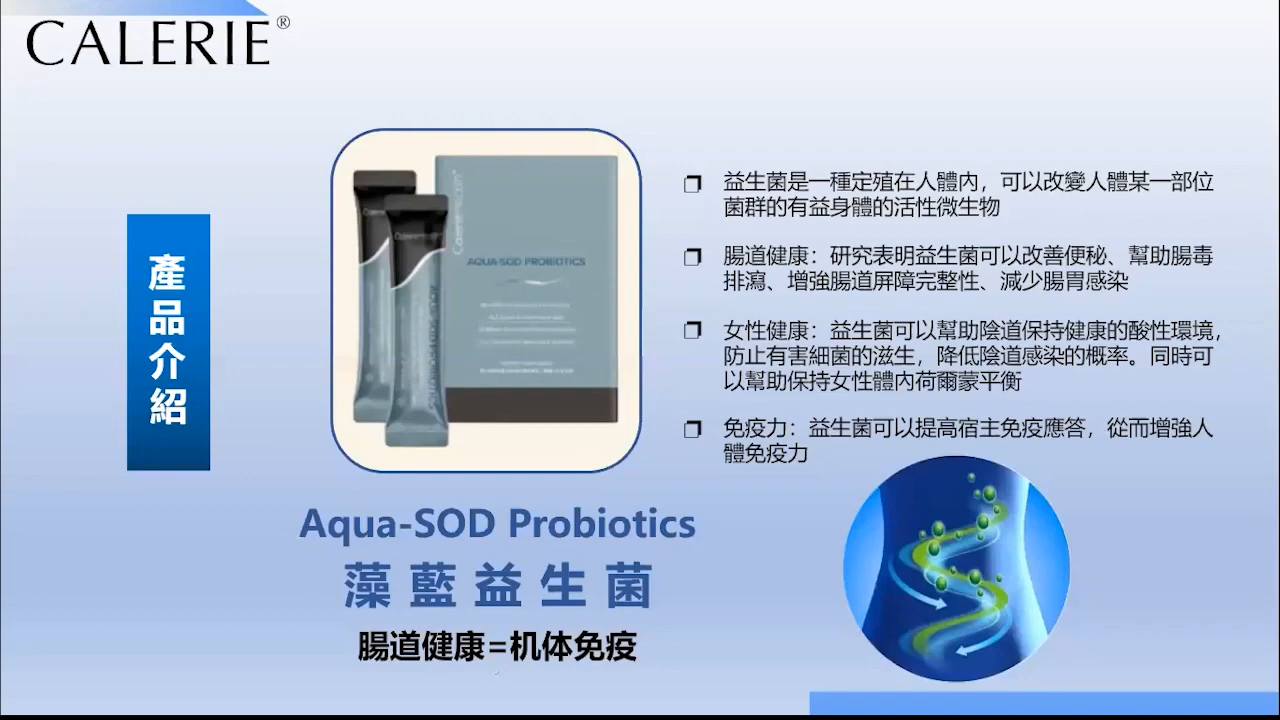 CALERIE®
產品介紹
AQUA-SOD PROBIOTICS
益生菌是一種定殖在人體內，可以改變人體某一部位
菌群的有益身體的活性微生物
腸道健康：研究表明益生菌可以改善便秘、幫助腸毒
排瀉、增強腸道屏障完整性、減少腸胃感染
女性健康：益生菌可以幫助陰道保持健康的酸性環境，
防止有害細菌的滋生，降低陰道感染的概率。同時可
以幫助保持女性體內荷爾蒙平衡
免疫力：益生菌可以提高宿主免疫應答，從而增強人
體免疫力
Aqua-SOD Probiotics
藻藍益生菌
腸道健康=机体免疫